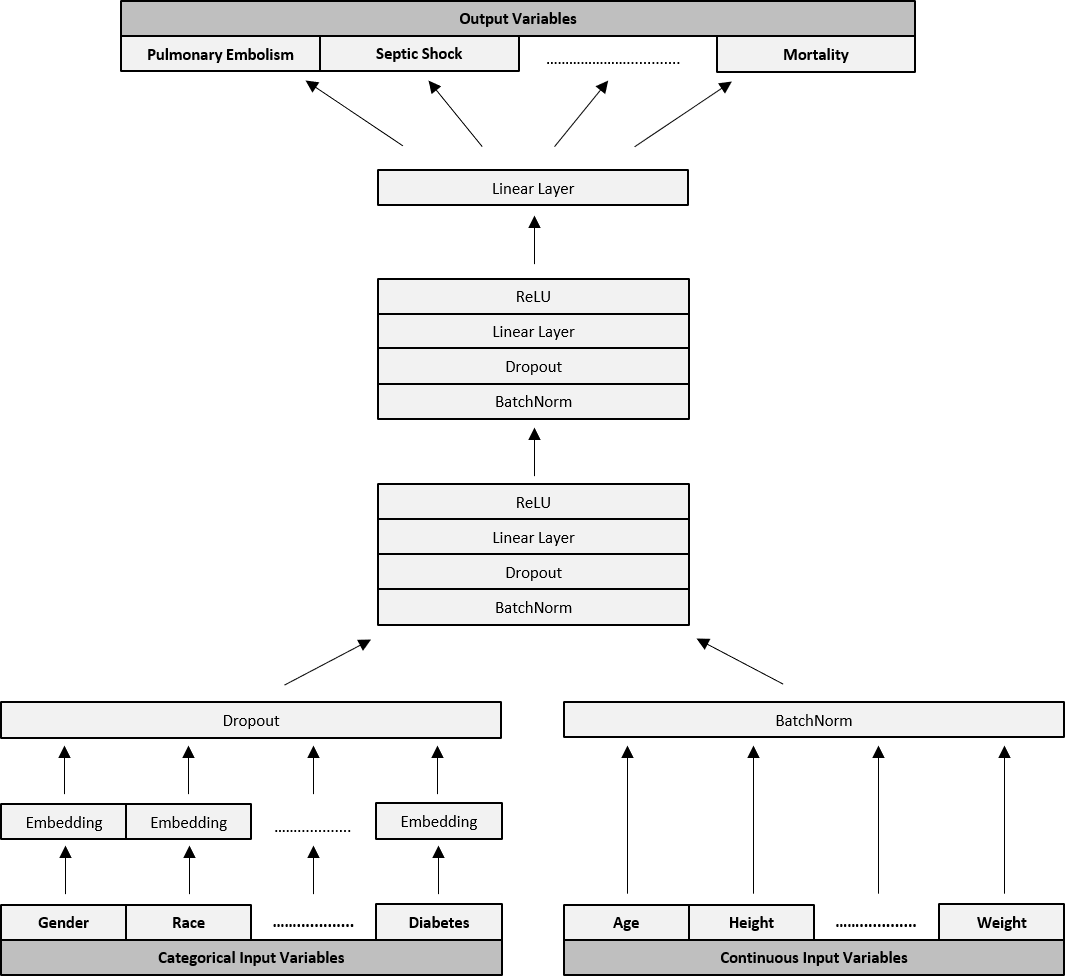 Output Variables
Pulmonary Embolism Septic Shock ................................. Mortality
Linear Layer
ReLU
Linear Layer
Dropout
BatchNorm
ReLU
Linear Layer
Dropout
BatchNorm
Dropout BatchNorm
Embedding Embedding ................... Embedding
Gender Race ................... Diabetes Age Height ................... Weight
Categorical Input Variables Continuous Input Variables